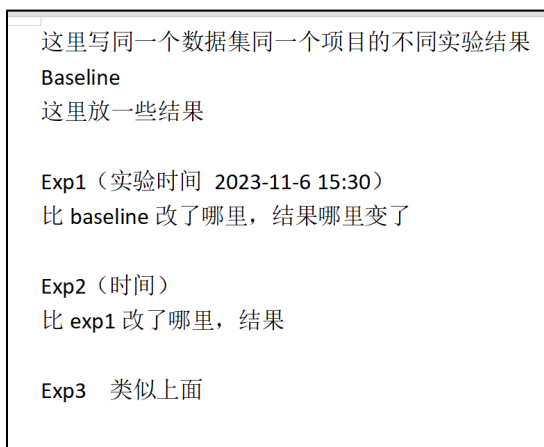 这里写同一个数据集同一个项目的不同实验结果
Baseline
这里放一些结果
Exp1（实验时间 2023-11-6 15:30）
比 baseline 改了哪里，结果哪里变了
Exp2（时间）
比 exp1 改了哪里，结果
Exp3 类似上面